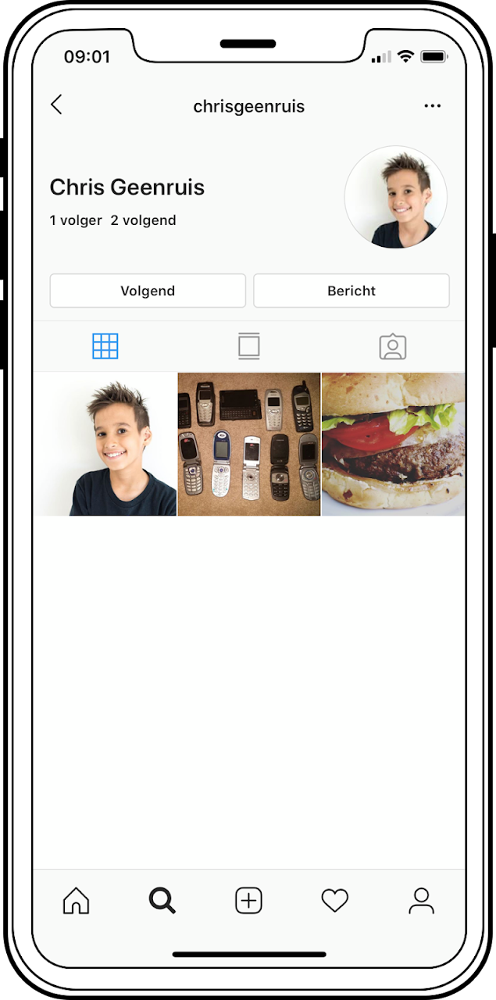 09:01
chrisgeenruis
Chris Geenruis
1 volger 2 volgend
Volgend
Bericht